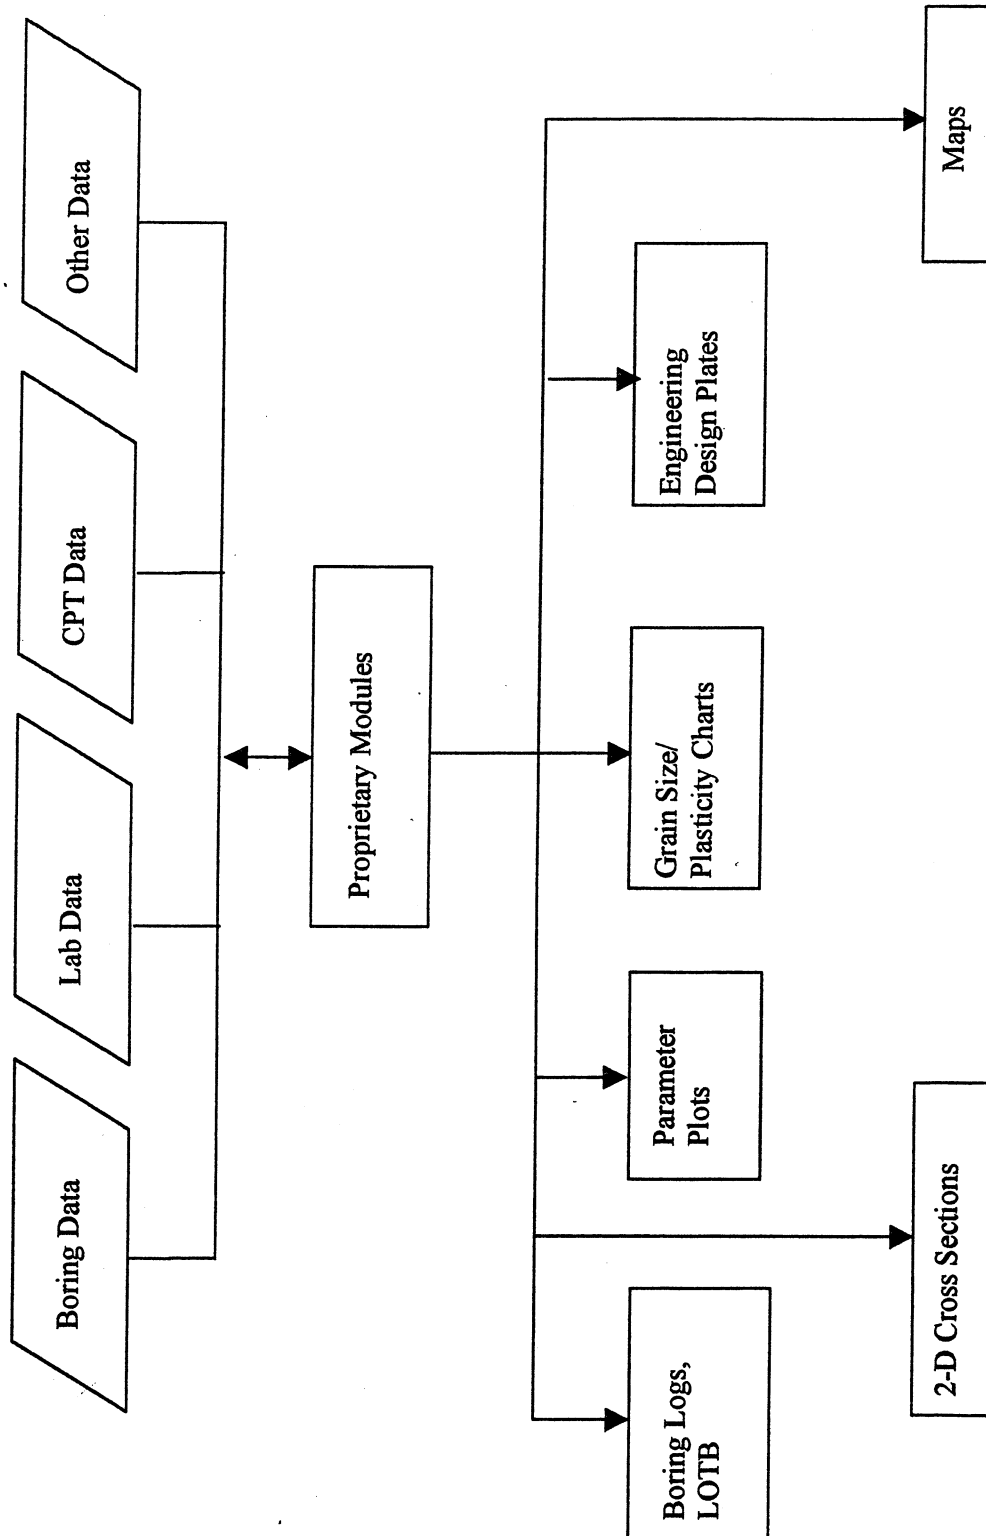 Boring Data
Lab Data
CPT Data
Other Data
Proprietary Modules
Boring Logs,
LOTB
Parameter
Plots
Grain Size/
Plasticity Charts
Engineering
Design Plates
2-D Cross Sections
Maps